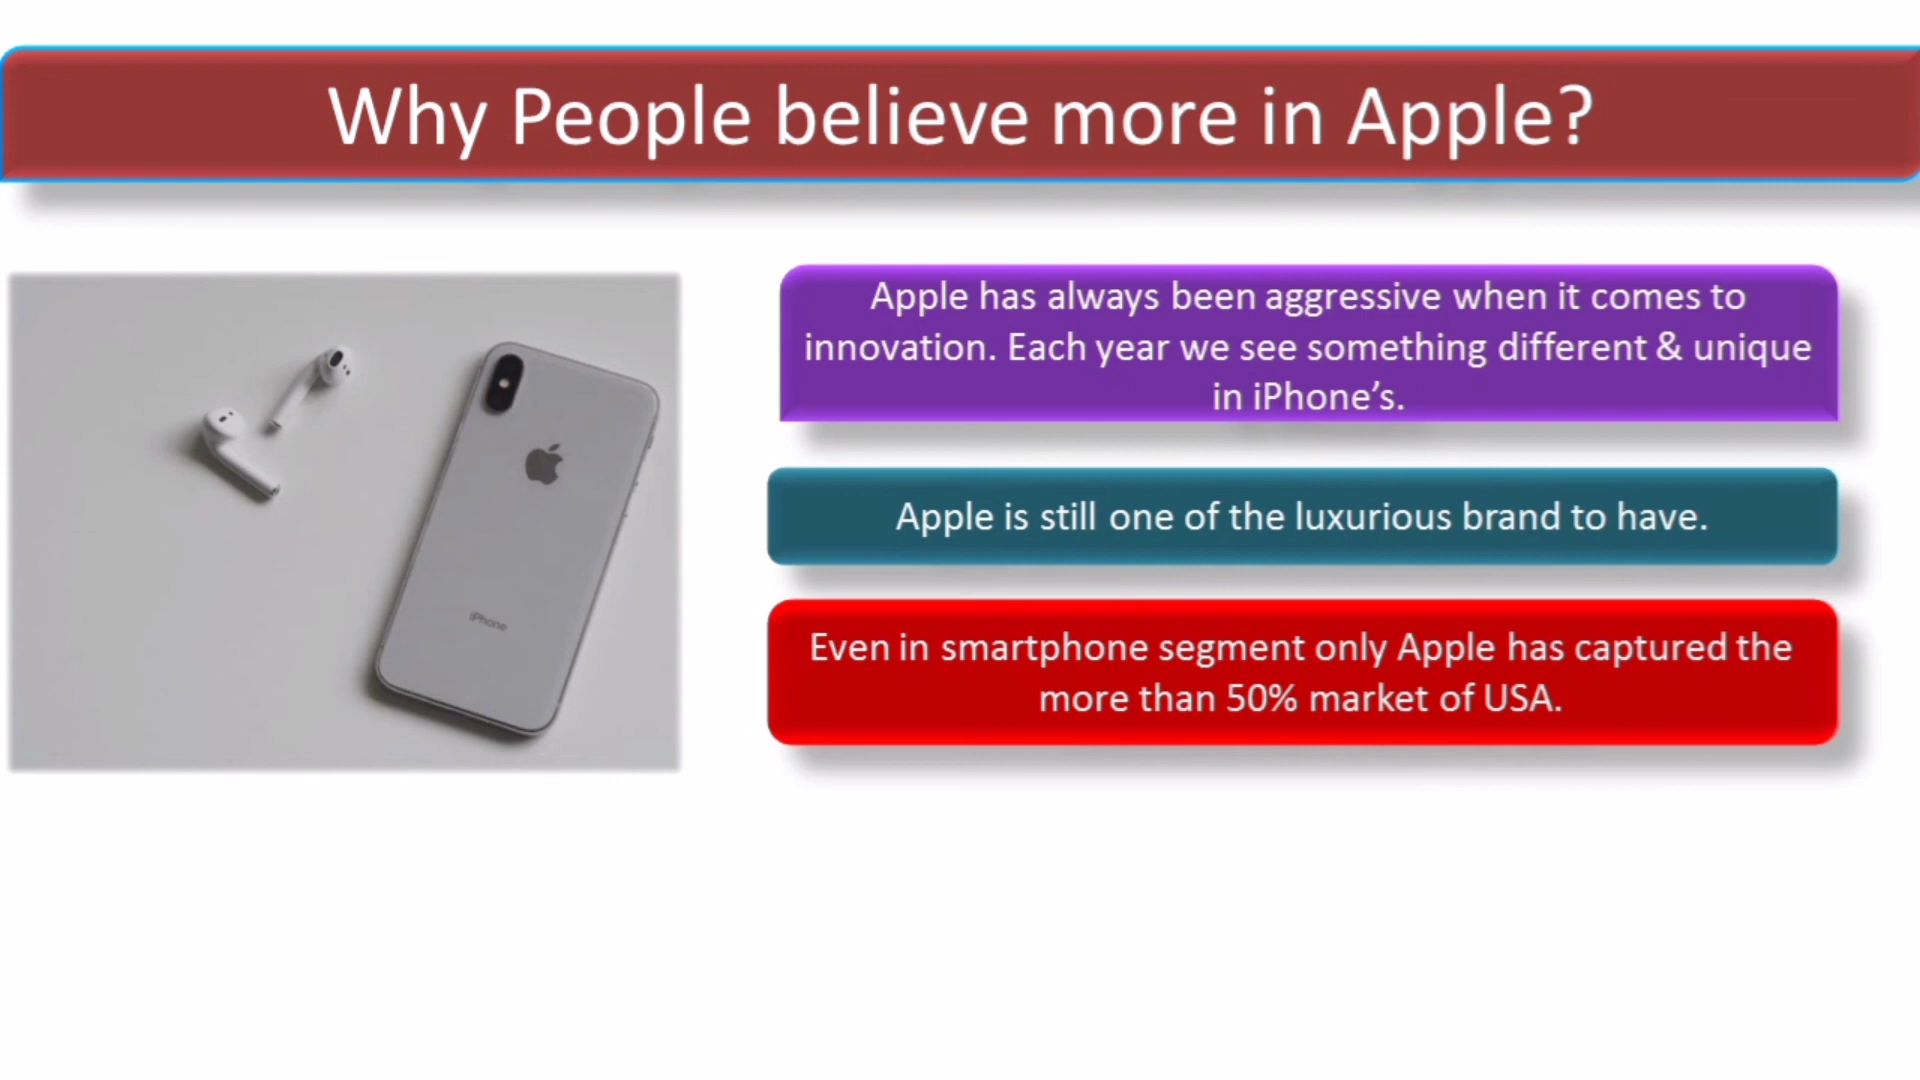 Why People believe more in Apple?
Apple has always been aggressive when it comes to
innovation. Each year we see something different & unique
in iPhone’s.
Apple is still one of the luxurious brand to have.
Even in smartphone segment only Apple has captured the
more than 50% market of USA.
iPhone